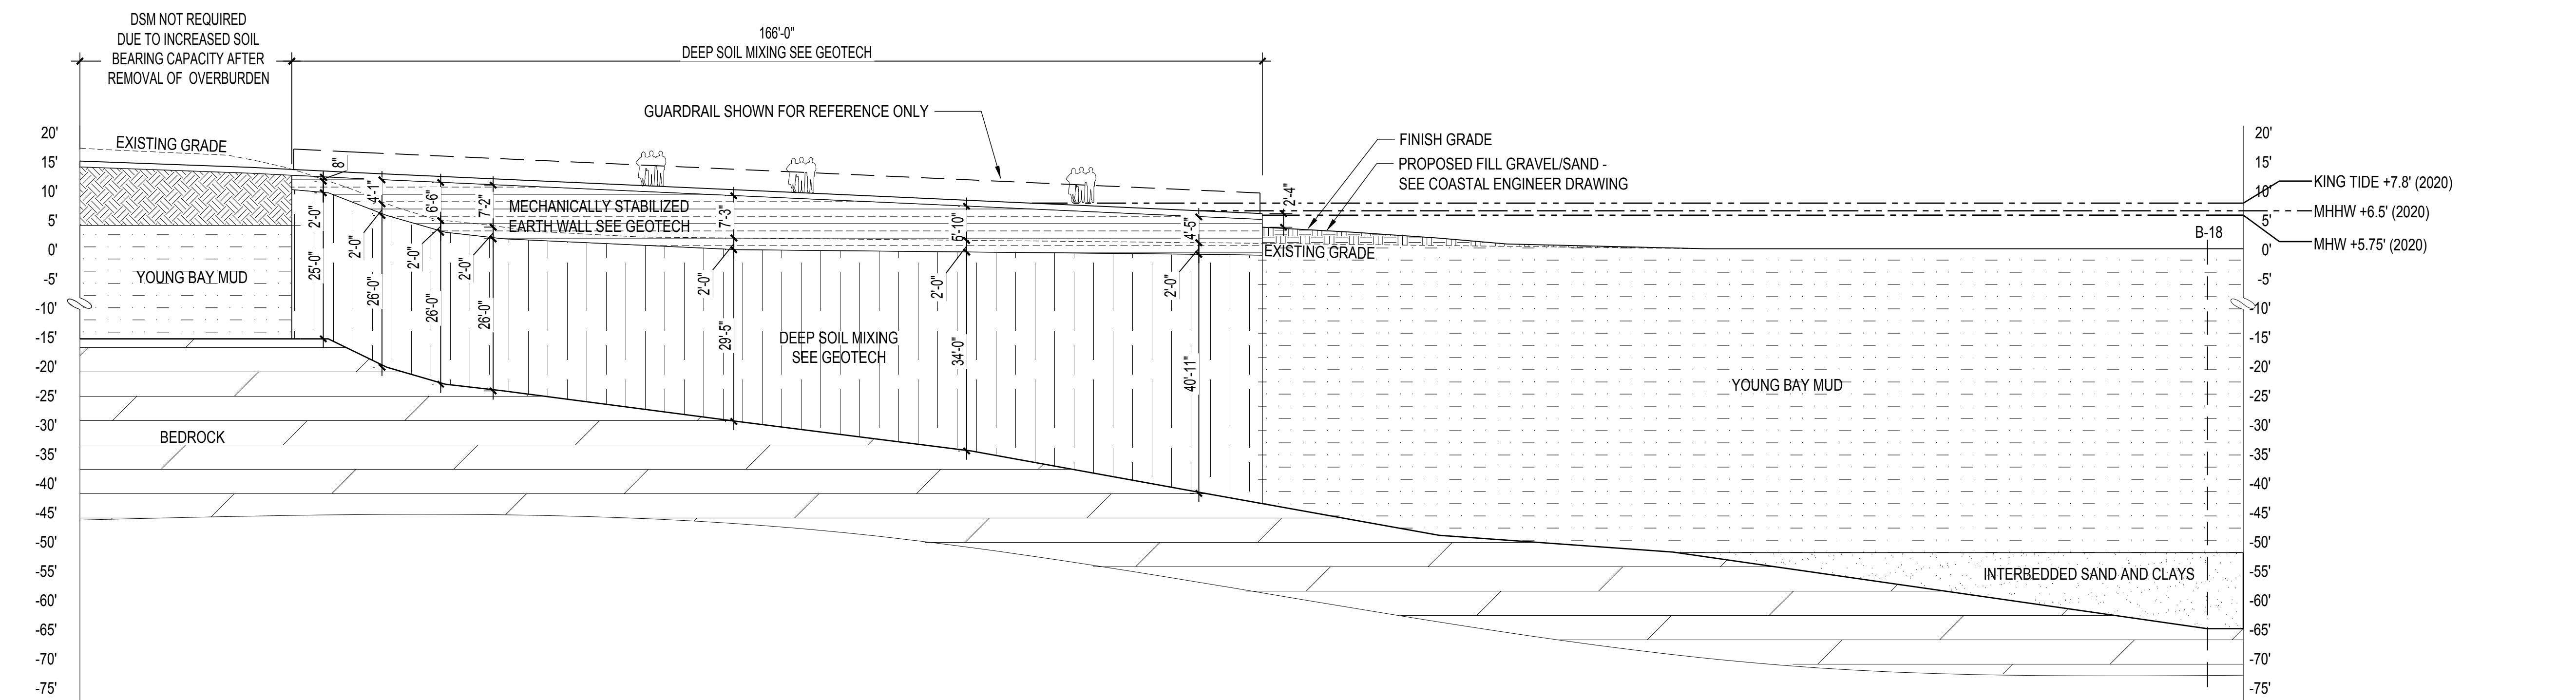 DSM NOT REQUIRED
DUE TO INCREASED SOIL
BEARING CAPACITY AFTER
REMOVAL OF OVERBURDEN
166'-0"
DEEP SOIL MIXING SEE GEOTECH
GUARDRAIL SHOWN FOR REFERENCE ONLY
EXISTING GRADE
FINISH GRADE
PROPOSED FILL GRAVEL/SAND -
SEE COASTAL ENGINEER DRAWING
20'
15'
10'
5'
0'
-5'
-10'
-15'
-20'
-25'
-30'
-35'
-40'
-45'
-50'
-55'
-60'
-65'
-70'
-75'
8"
2'-0"
25'-0"
4'-1"
2'-0"
26'-0"
6'-6"
2'-0"
26'-0"
7'-2"
2'-0"
26'-0"
MECHANICALLY STABILIZED
EARTH WALL SEE GEOTECH
7'-3"
2'-0"
29'-5"
5'-10"
2'-0"
34'-0"
4'-5"
2'-0"
40'-11"
2'-4"
EXISTING GRADE
YOUNG BAY MUD
DEEP SOIL MIXING
SEE GEOTECH
YOUNG BAY MUD
BEDROCK
INTERBEDDED SAND AND CLAYS
B-18
20'
15'
10'
5'
0'
-5'
-10'
-15'
-20'
-25'
-30'
-35'
-40'
-45'
-50'
-55'
-60'
-65'
-70'
-75'
KING TIDE +7.8' (2020)
MHHW +6.5' (2020)
MHW +5.75' (2020)